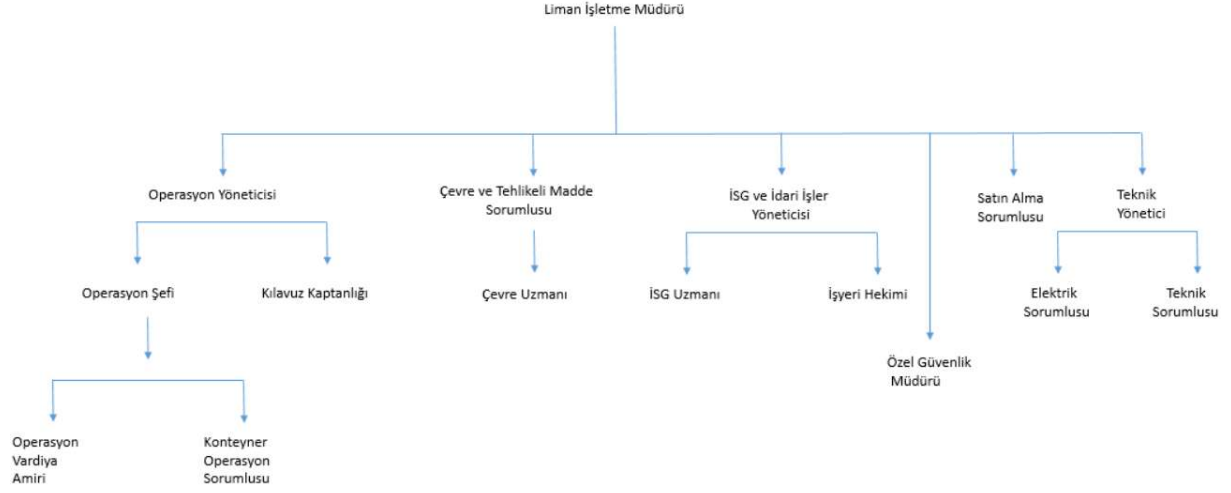 Liman İşletme Müdürü
Operasyon Yöneticisi
Çevre ve Tehlikeli Madde
Sorumlusu
İSG ve İdari İşler
Yöneticisi
Satın Alma
Sorumlusu
Teknik
Yönetici
Operasyon Şefi
Kılavuz Kaptanlığı
Çevre Uzmanı
İSG Uzmanı
İşyeri Hekimi
Elektrik
Sorumlusu
Teknik
Sorumlusu
Özel Güvenlik
Müdürü
Operasyon
Vardiya
Amiri
Konteyner
Operasyon
Sorumlusu